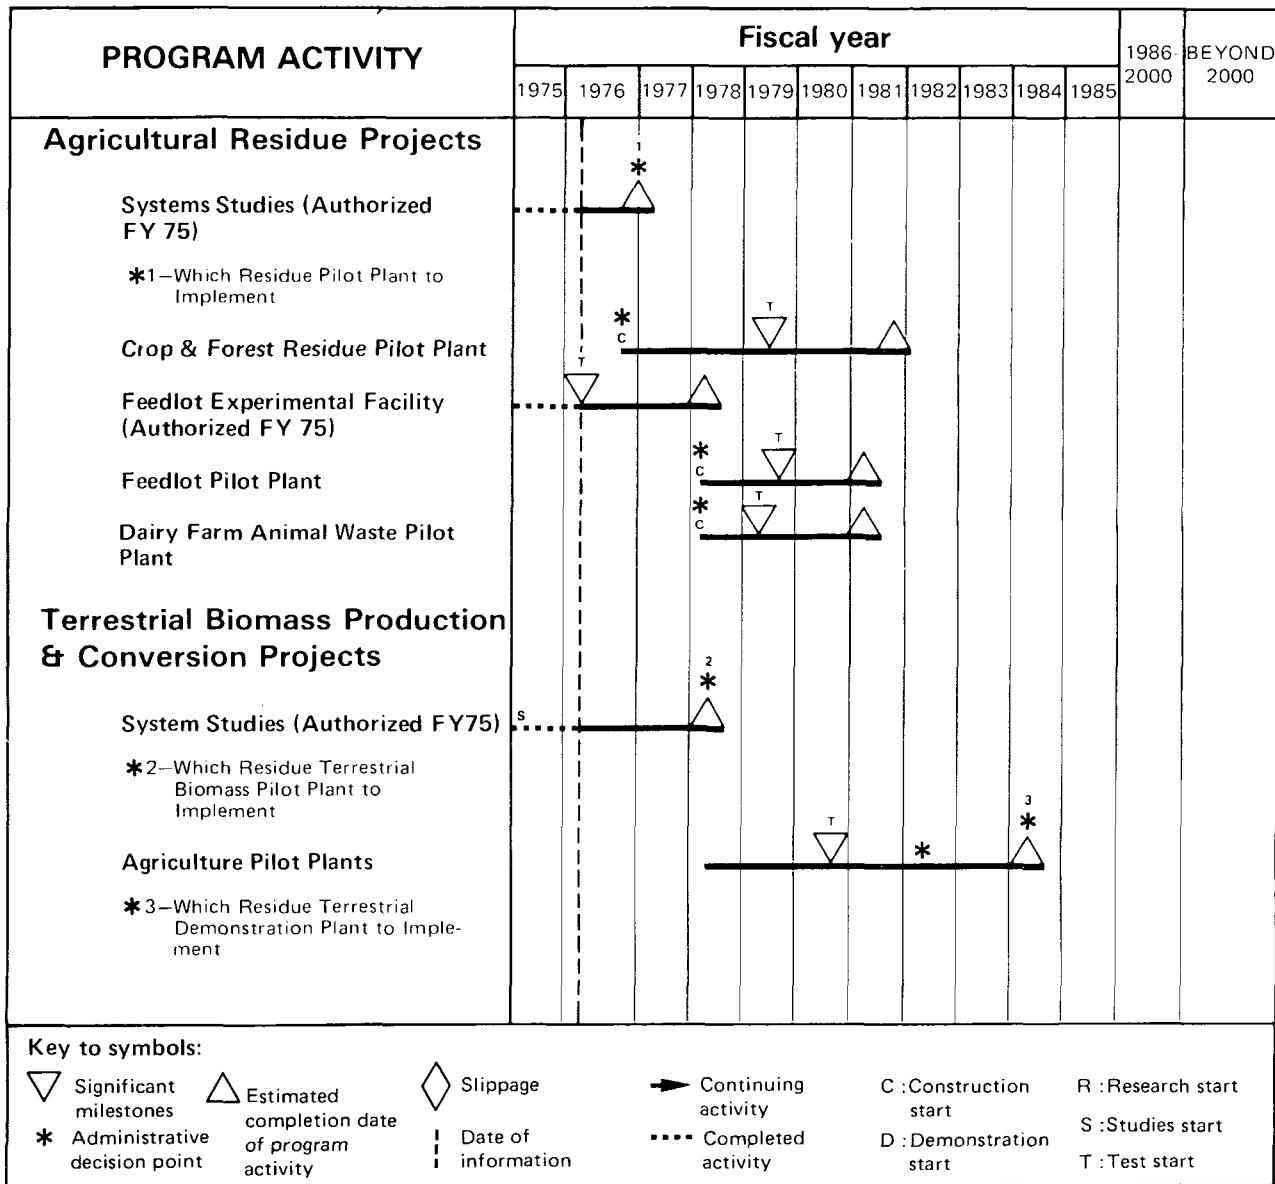 PROGRAM ACTIVITY
Fiscal year
1975 1976 1977 1978 1979 1980 1981 1982 1983 1984 1985
1986-
2000
BEYOND
2000
Agricultural Residue Projects
1
*
Systems Studies (Authorized
FY 75)
*1—Which Residue Pilot Plant to
Implement
* T
C
Crop & Forest Residue Pilot Plant
T
Feedlot Experimental Facility
(Authorized FY 75)
* T
C
Feedlot Pilot Plant
* T
C
Dairy Farm Animal Waste Pilot
Plant
Terrestrial Biomass Production
& Conversion Projects
2
*
S
System Studies (Authorized FY75)
*2—Which Residue Terrestrial
Biomass Pilot Plant to
Implement
3
T * *
Agriculture Pilot Plants
*3—Which Residue Terrestrial
Demonstration Plant to Imple-
ment
Key to symbols:
Significant
milestones
* Administrative
decision point
Estimated
completion date
of program
activity
Slippage
Date of
information
Continuing
activity
Completed
activity
C :Construction
start
D :Demonstration
start
R :Research start
S :Studies start
T :Test start